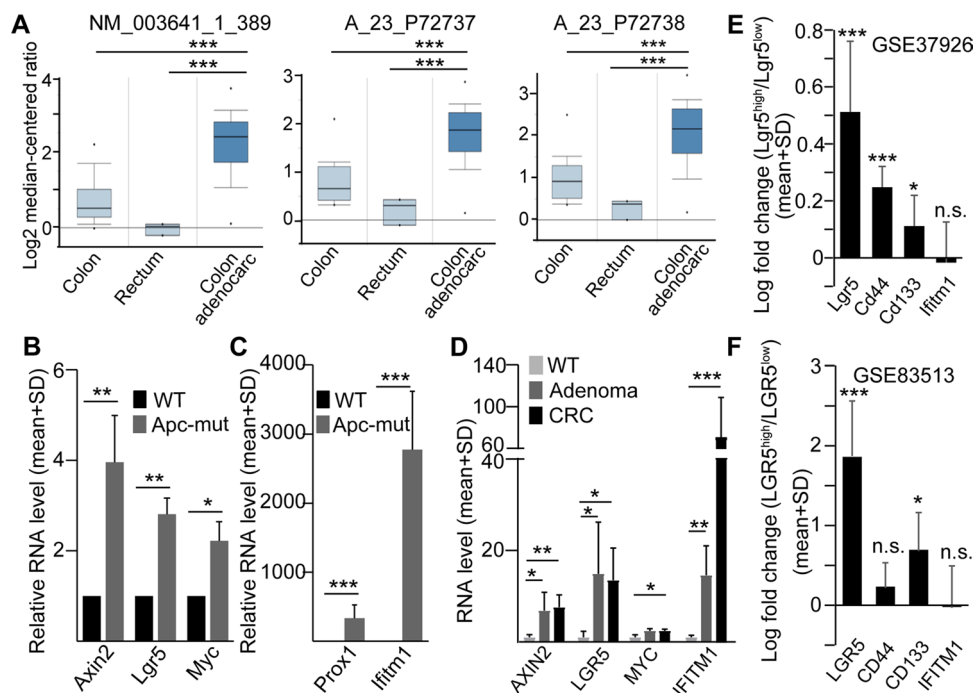 A
NM_003641_1_389
A_23_P72737
A_23_P72738
Log2 median-centered ratio
***
***
4
2
0
Colon
Rectum
Colon
adenocarc
***
***
3
2
1
0
Colon
Rectum
Colon
adenocarc
***
***
3
2
1
0
Colon
Rectum
Colon
adenocarc
E
GSE37926
Log fold change (Lgr5high/Lgr5low)
(mean+SD)
0.8
0.6
0.4
0.2
0
***
***
*
n.s.
Lgr5
Cd44
Cd133
Ifitm1
B
Relative RNA level (mean+SD)
6
4
2
WT
Apc-mut
**
**
*
Axin2
Lgr5
Myc
C
Relative RNA level (mean+SD)
4000
3000
2000
1000
WT
Apc-mut
***
***
Prox1
Ifitm1
D
RNA level (mean+SD)
140
100
60
40
20
WT
Adenoma
CRC
*
**
*
*
*
**
***
AXIN2
LGR5
MYC
IFITM1
F
GSE83513
Log fold change (LGR5high/LGR5low)
(mean+SD)
3
2
1
0
***
n.s.
*
n.s.
LGR5
CD44
CD133
IFITM1